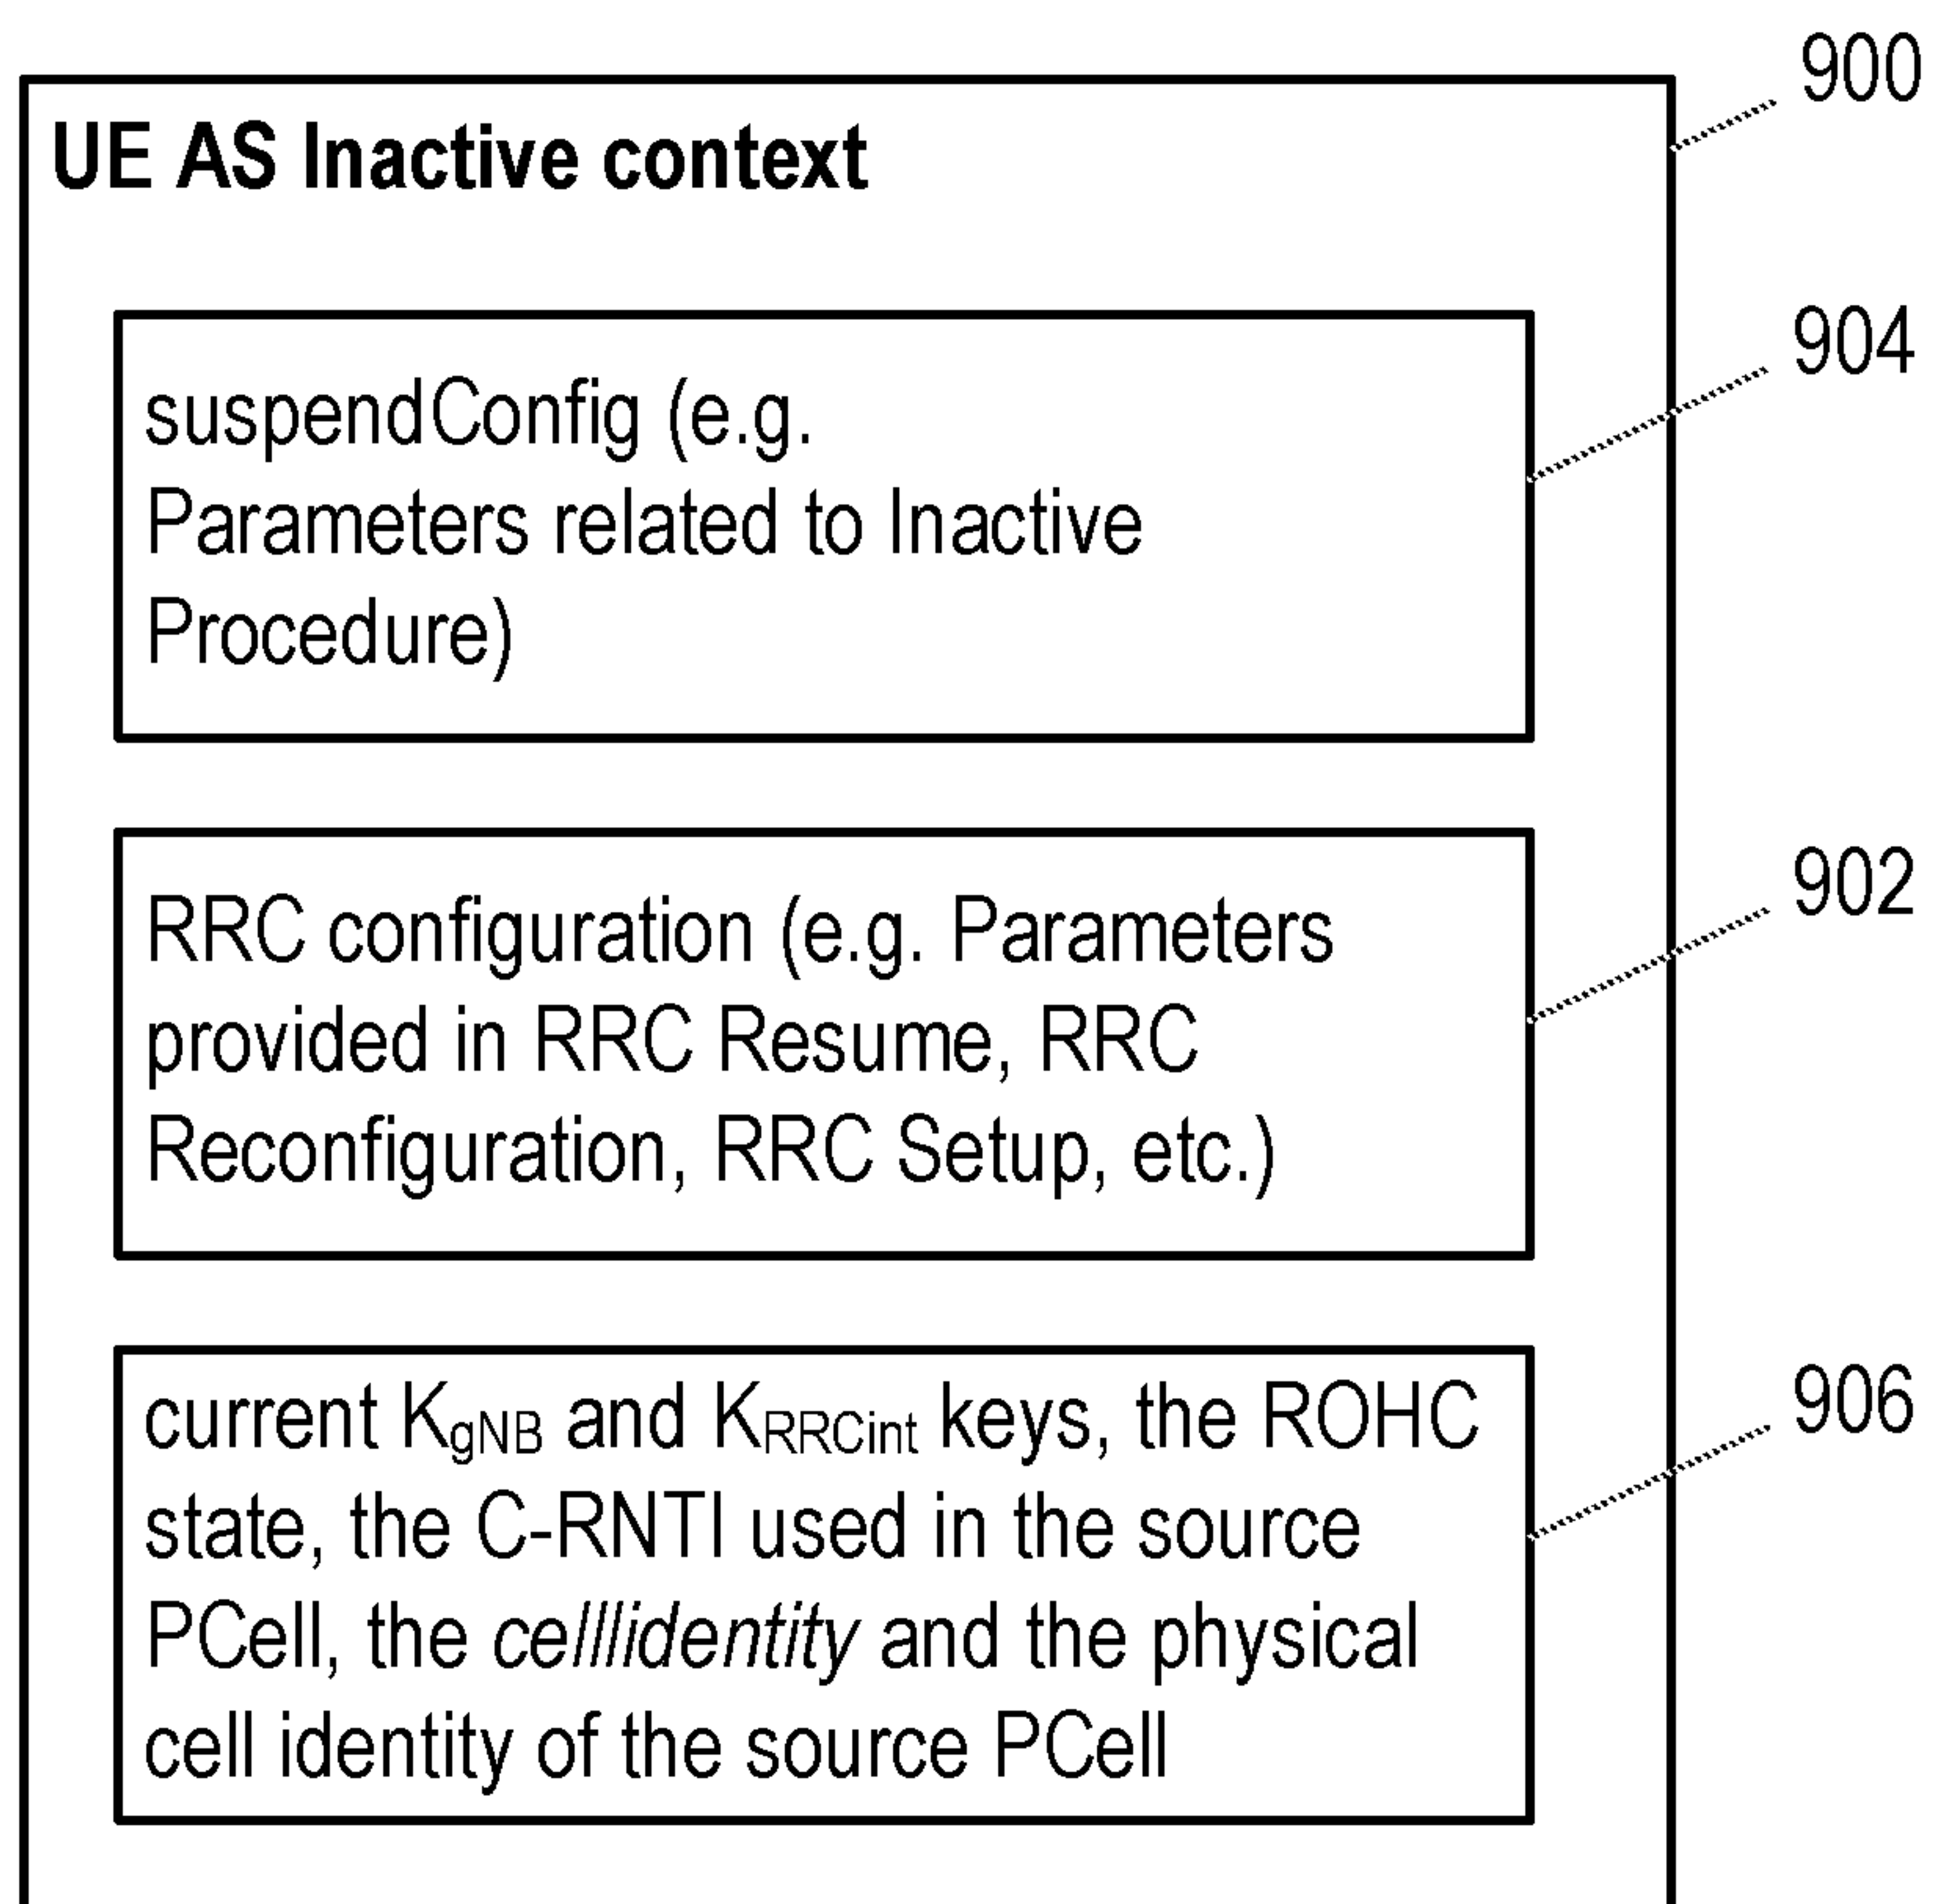 900
UE AS Inactive context
904
suspendConfig (e.g.
Parameters related to Inactive
Procedure)
902
RRC configuration (e.g. Parameters
provided in RRC Resume, RRC
Reconfiguration, RRC Setup, etc.)
906
current KgNB and KRRCint keys, the ROHC
state, the C-RNTI used in the source
PCell, the cellIidentity and the physical
cell identity of the source PCell